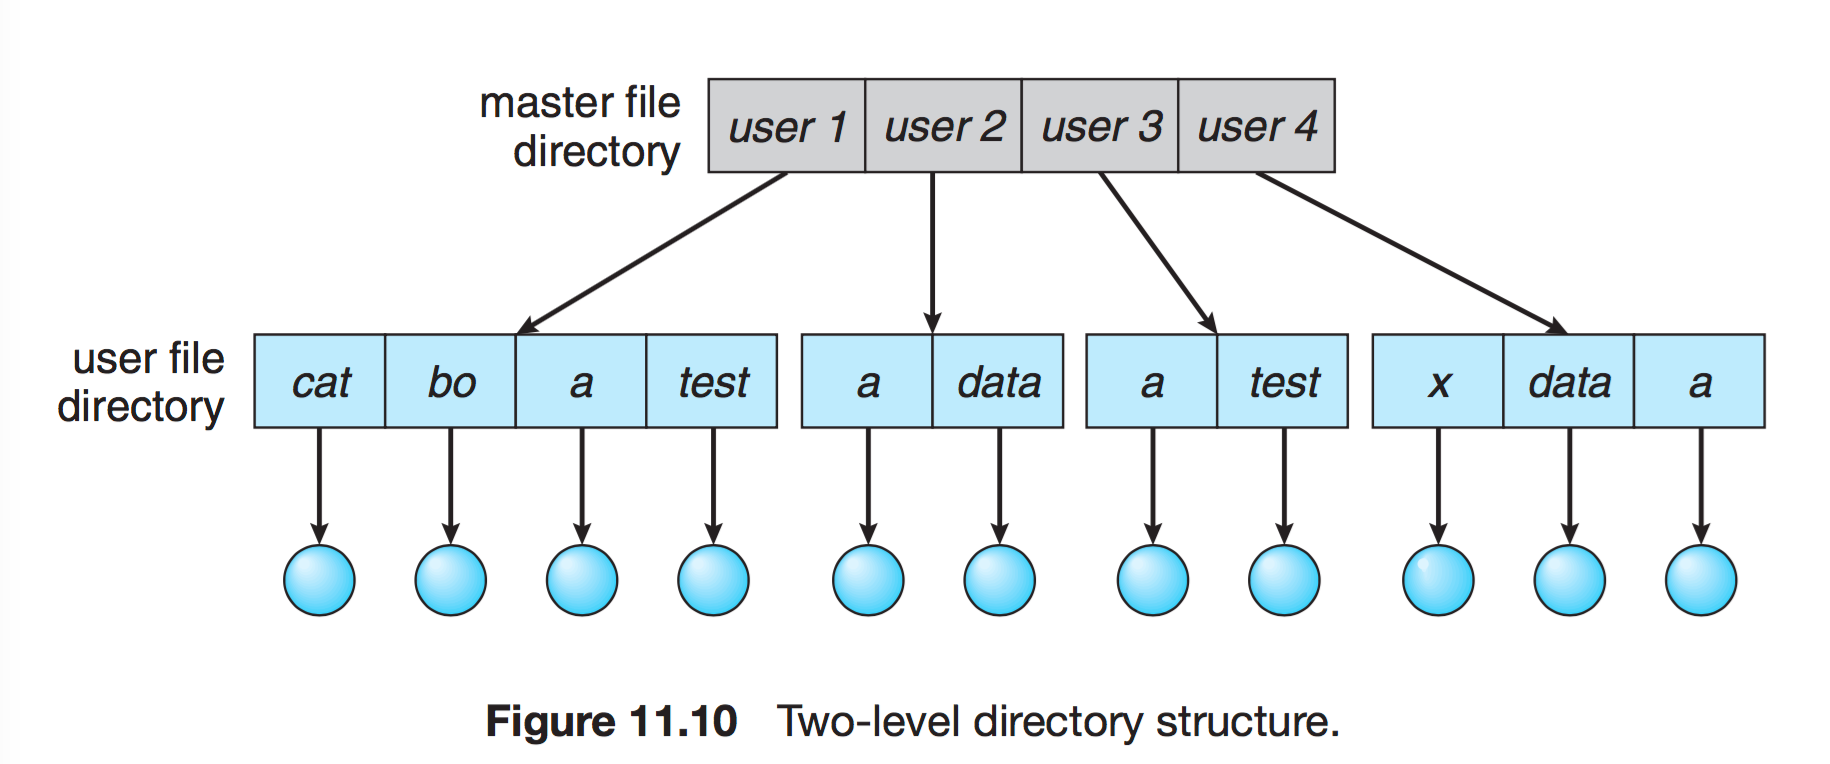 master file
directory
user 1 user 2 user 3 user 4
user file
directory
cat bo a test a data a test x data a
Figure 11.10 Two-level directory structure.